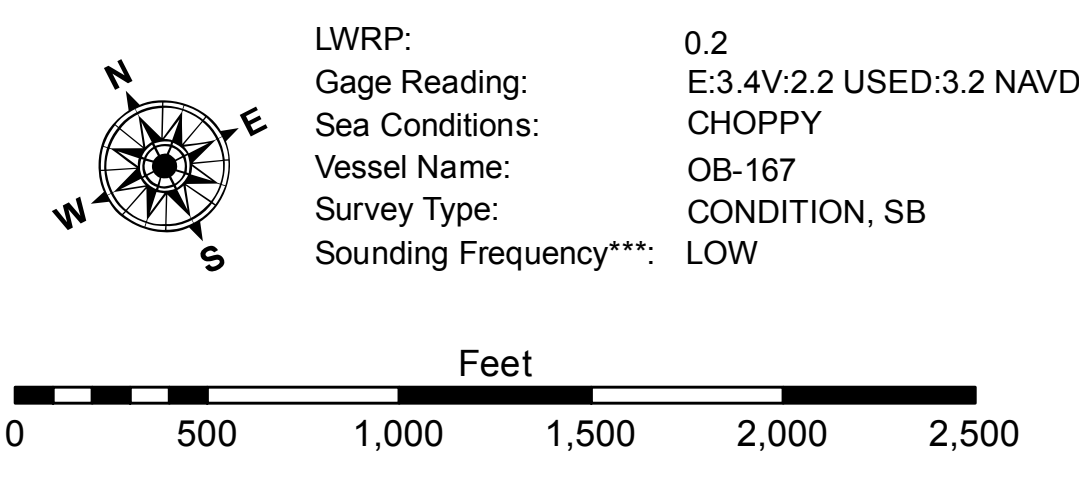 N
E
W
S
LWRP: 0.2
Gage Reading: E:3.4V:2.2 USED:3.2 NAVD
Sea Conditions: CHOPPY
Vessel Name: OB-167
Survey Type: CONDITION, SB
Sounding Frequency***: LOW
Feet
0 500 1,000 1,500 2,000 2,500